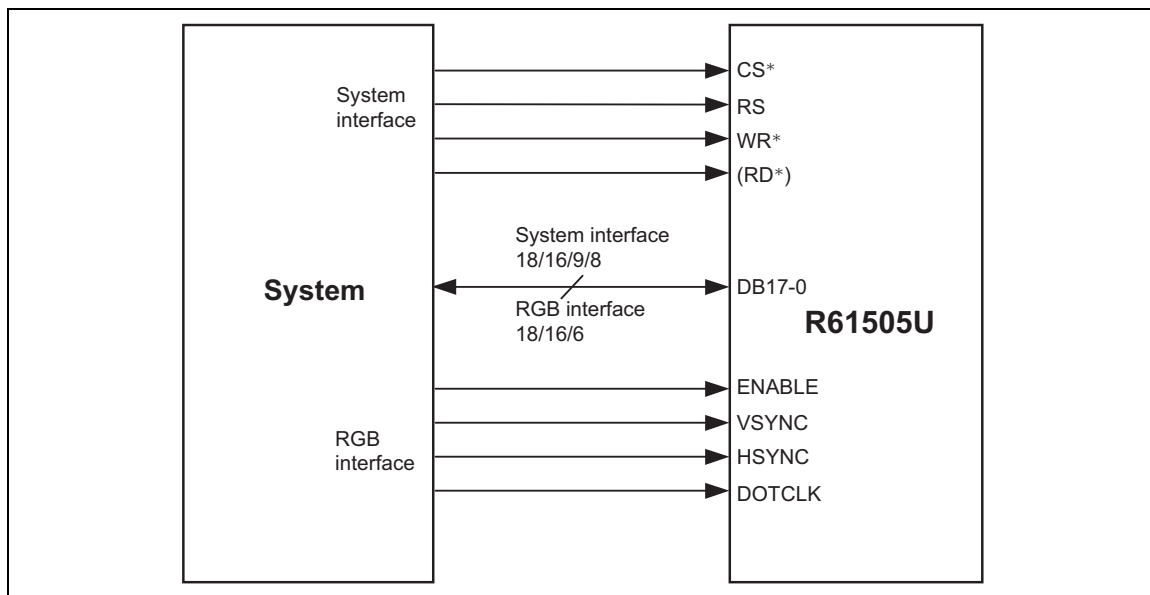 System
interface
CS*
RS
WR*
(RD*)
System interface
18/16/9/8
System
DB17-0
RGB interface
18/16/6
R61505U
ENABLE
VSYNC
RGB
interface
HSYNC
DOTCLK